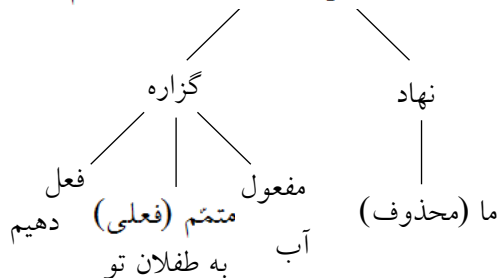 گزاره
نهاد
فعل
دهیم
متمّم (فعلی)
به طفلان تو
مفعول
آب
ما (محذوف)